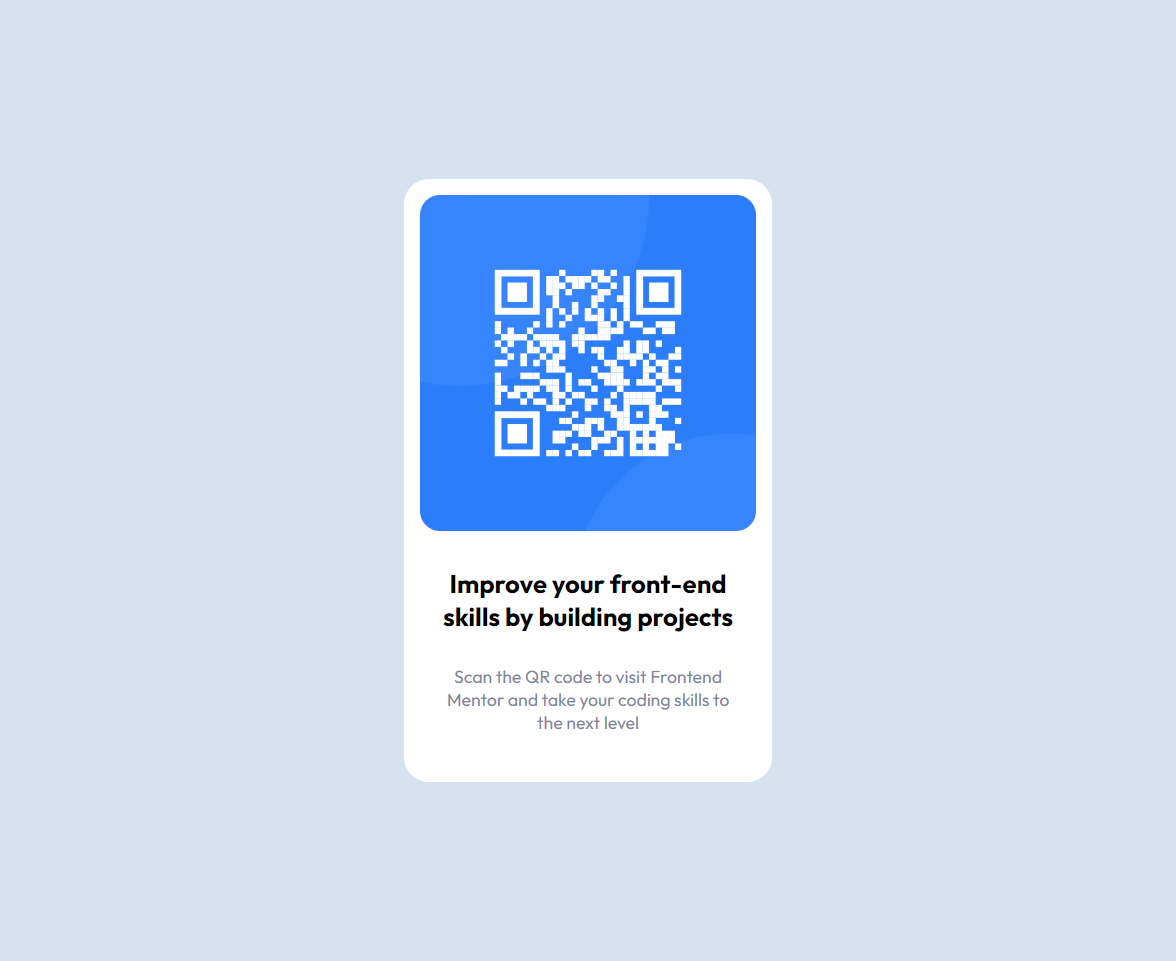 Improve your front-end
skills by building projects
Scan the QR code to visit Frontend
Mentor and take your coding skills to
the next level